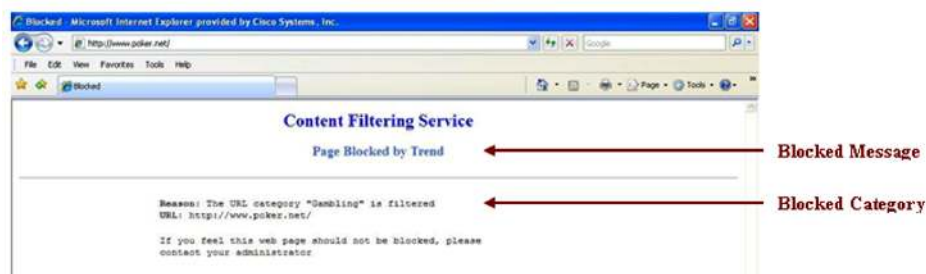 Blocked - Microsoft Internet Explorer provided by Cisco Systems, Inc.
http://www.poker.net/
Google
File Edit View Favorites Tools Help
Blocked
Page Tools
Content Filtering Service
Page Blocked by Trend
Blocked Message
Reason: The URL category "Gambling" is filtered
Blocked Category
URL: http://www.poker.net/
If you feel this web page should not be blocked, please
contact your administrator